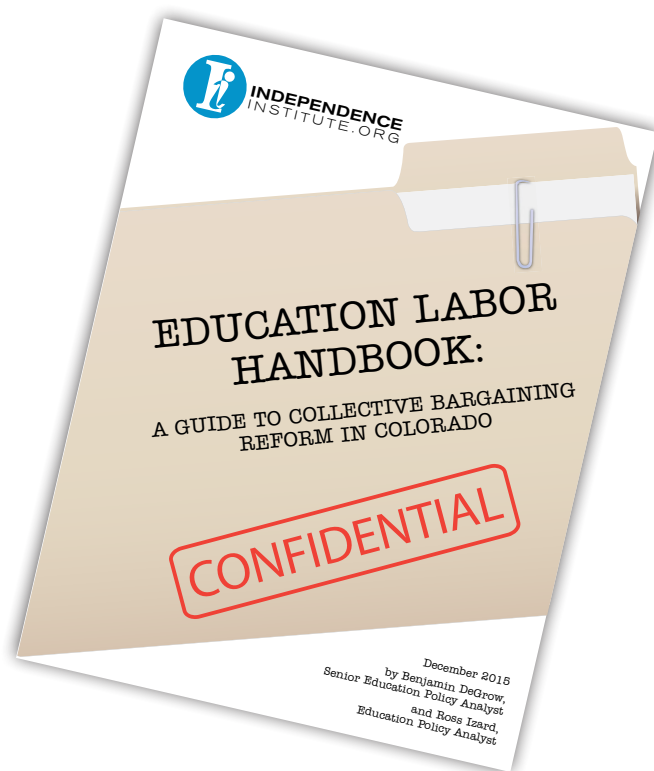 INDEPENDENCE
INSTITUTE.ORG
EDUCATION LABOR
HANDBOOK:
A GUIDE TO COLLECTIVE BARGAINING
REFORM IN COLORADO
CONFIDENTIAL
December 2015
by Benjamin DeGrow,
Senior Education Policy Analyst
and Ross Izard,
Education Policy Analyst